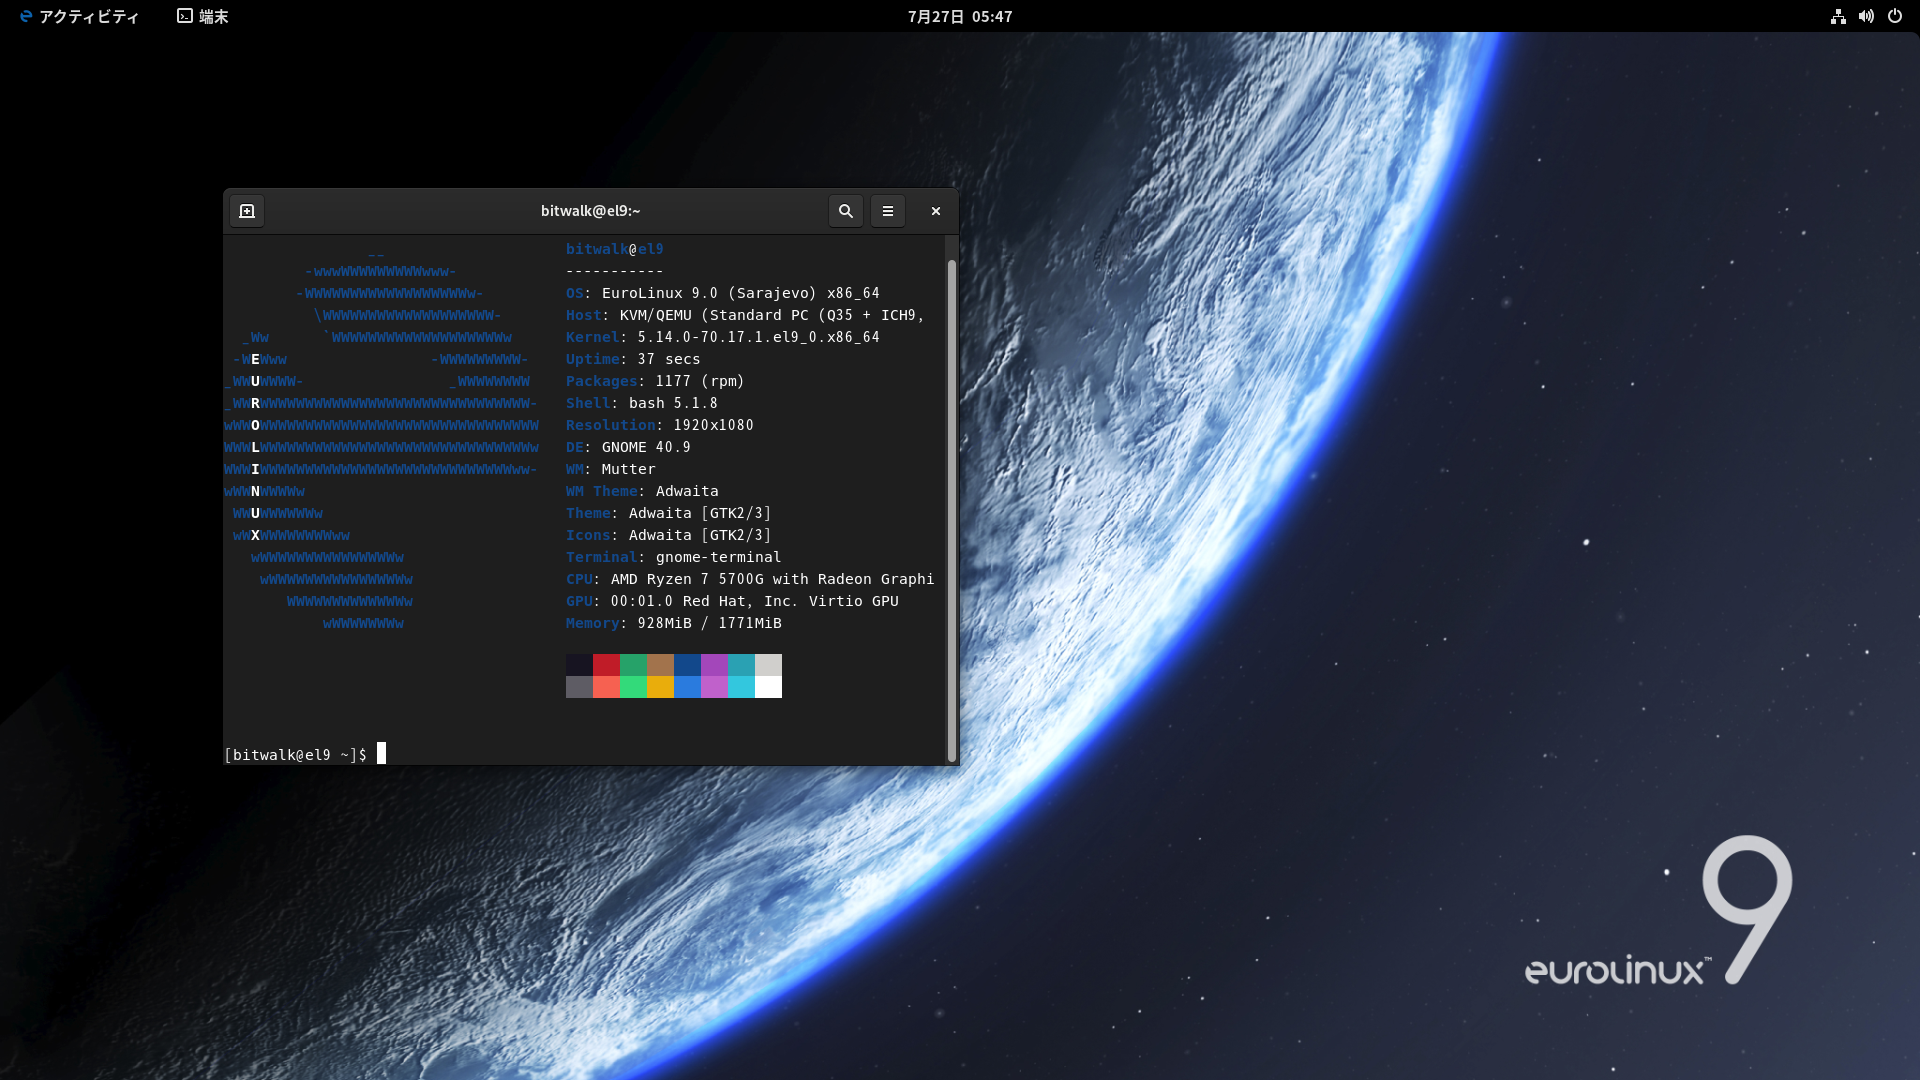 アクティビティ 端末 7月27日 05:47
bitwalk@el9:~
bitwalk@el9
-----------
OS: EuroLinux 9.0 (Sarajevo) x86_64
Host: KVM/QEMU (Standard PC (Q35 + ICH9,
Kernel: 5.14.0-70.17.1.el9_0.x86_64
Uptime: 37 secs
Packages: 1177 (rpm)
Shell: bash 5.1.8
Resolution: 1920x1080
DE: GNOME 40.9
WM: Mutter
WM Theme: Adwaita
Theme: Adwaita [GTK2/3]
Icons: Adwaita [GTK2/3]
Terminal: gnome-terminal
CPU: AMD Ryzen 7 5700G with Radeon Graphi
GPU: 00:01.0 Red Hat, Inc. Virtio GPU
Memory: 928MiB / 1771MiB
E
U
R
O
L
I
N
U
X
[bitwalk@el9 ~]$
eurolinux™ 9